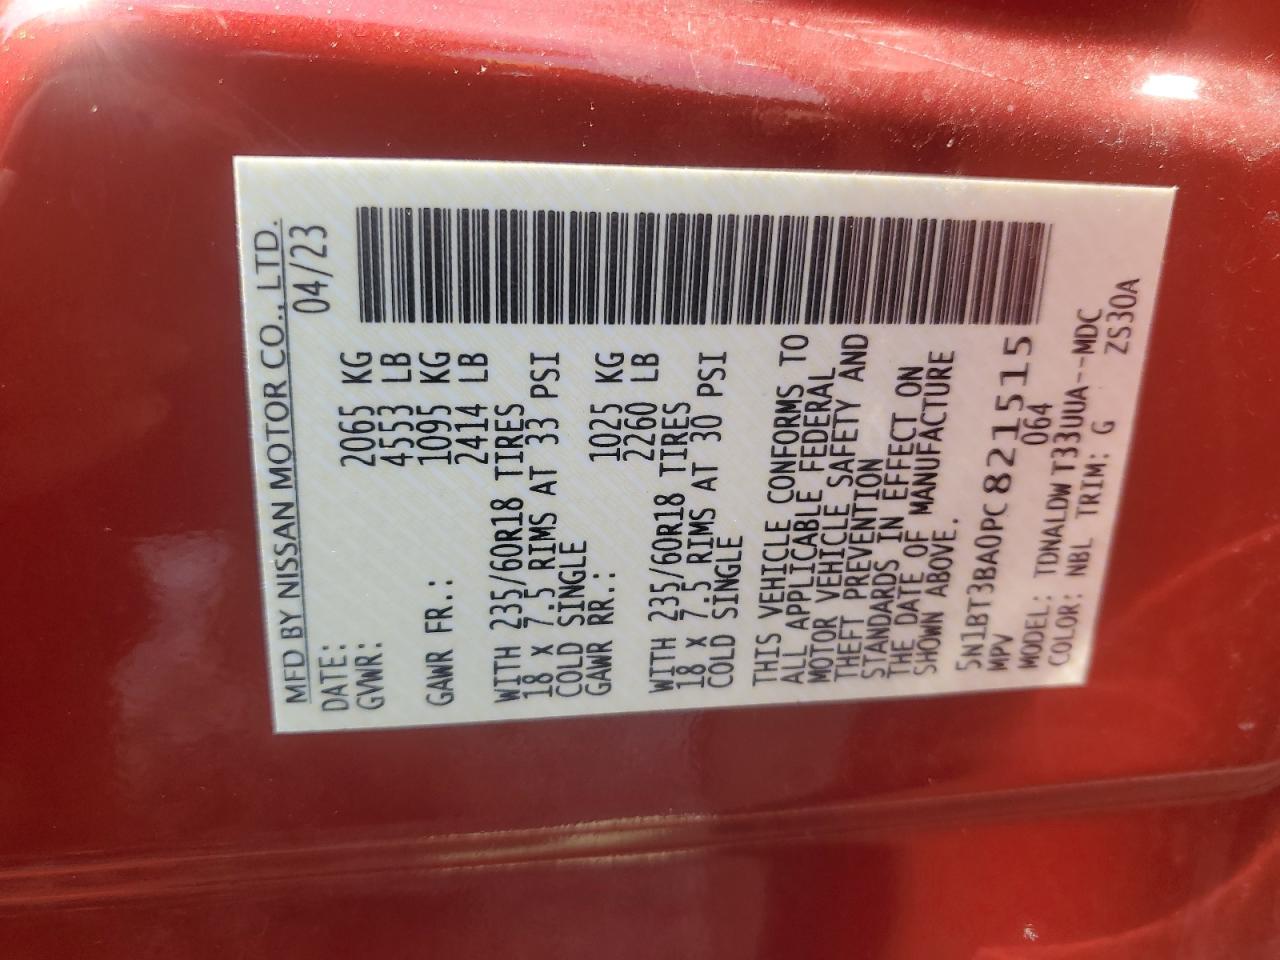 MFD BY NISSAN MOTOR CO., LTD.
DATE: 04/23
GVWR: 2065 KG
4553 LB
GAWR FR.: 1095 KG
2414 LB
WITH 235/60R18 TIRES
18 X 7.5 RIMS AT 33 PSI
COLD SINGLE
GAWR RR.: 1025 KG
2260 LB
WITH 235/60R18 TIRES
18 X 7.5 RIMS AT 30 PSI
COLD SINGLE
THIS VEHICLE CONFORMS TO
ALL APPLICABLE FEDERAL
MOTOR VEHICLE SAFETY AND
THEFT PREVENTION
STANDARDS IN EFFECT ON
THE DATE OF MANUFACTURE
SHOWN ABOVE.
5N1BT3BA0PC821515
MPV 064
MODEL: TDNALDW T33UUA--MDC
COLOR: NBL TRIM: G ZS30A